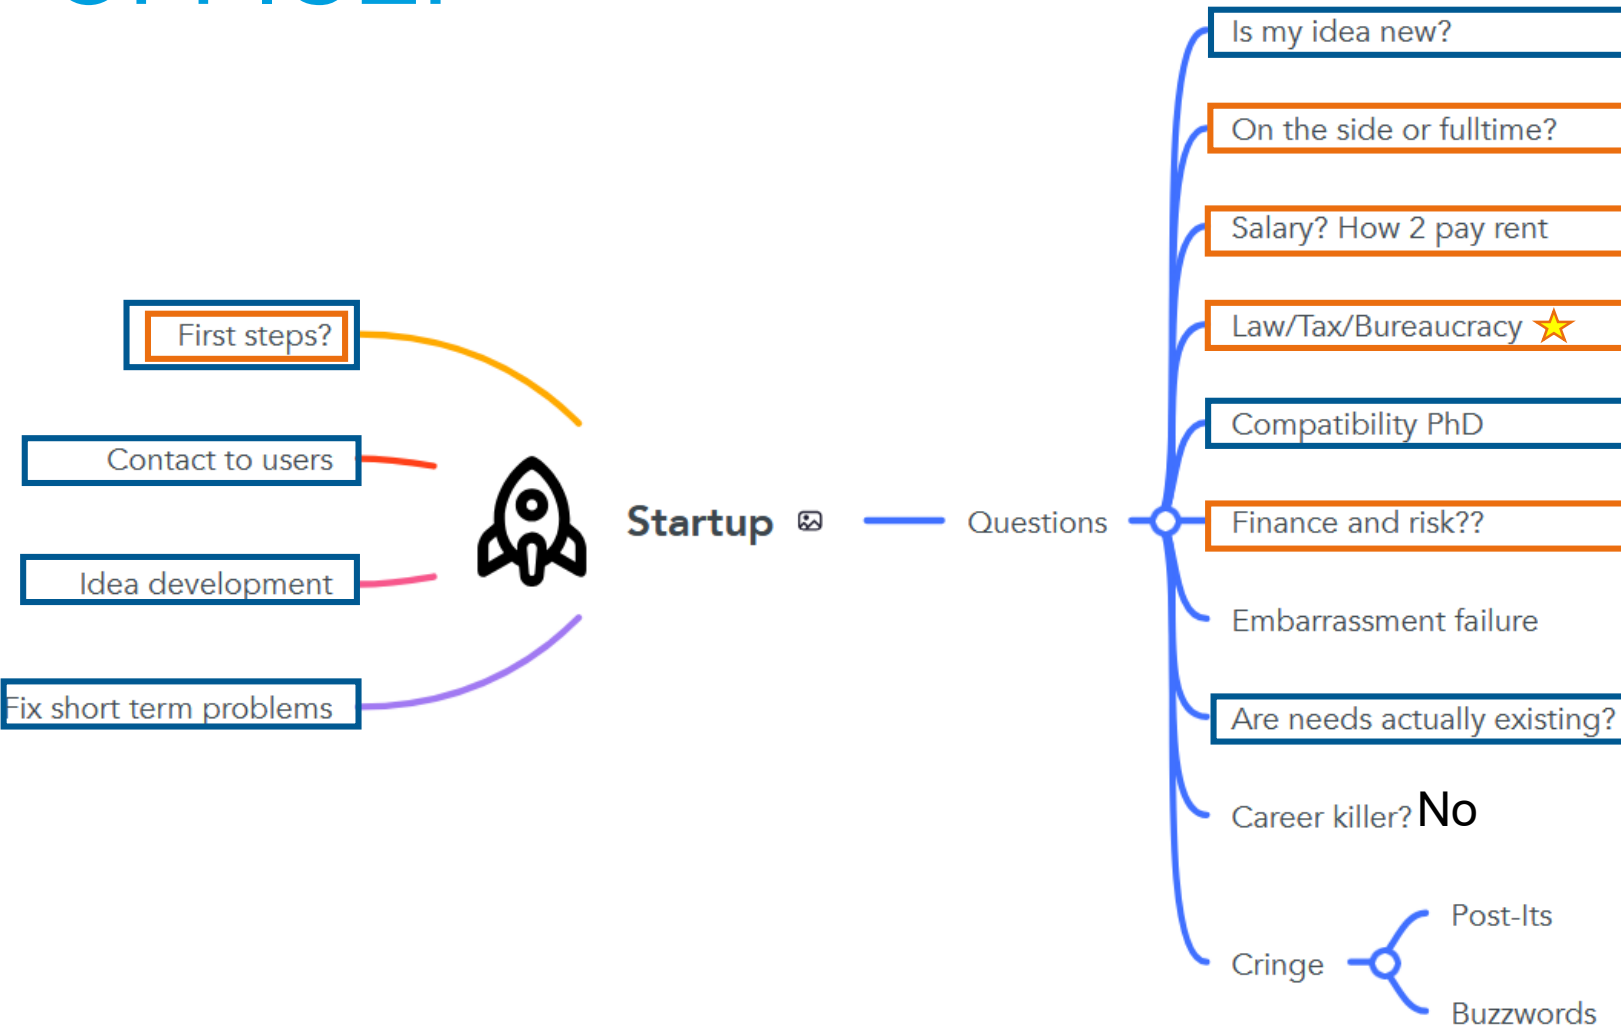 Is my idea new?
On the side or fulltime?
Salary? How 2 pay rent
Law/Tax/Bureaucracy
Compatibility PhD
Finance and risk??
Embarrassment failure
Are needs actually existing?
Career killer? No
Cringe
Post-Its
Buzzwords
Questions
Startup
First steps?
Contact to users
Idea development
Fix short term problems